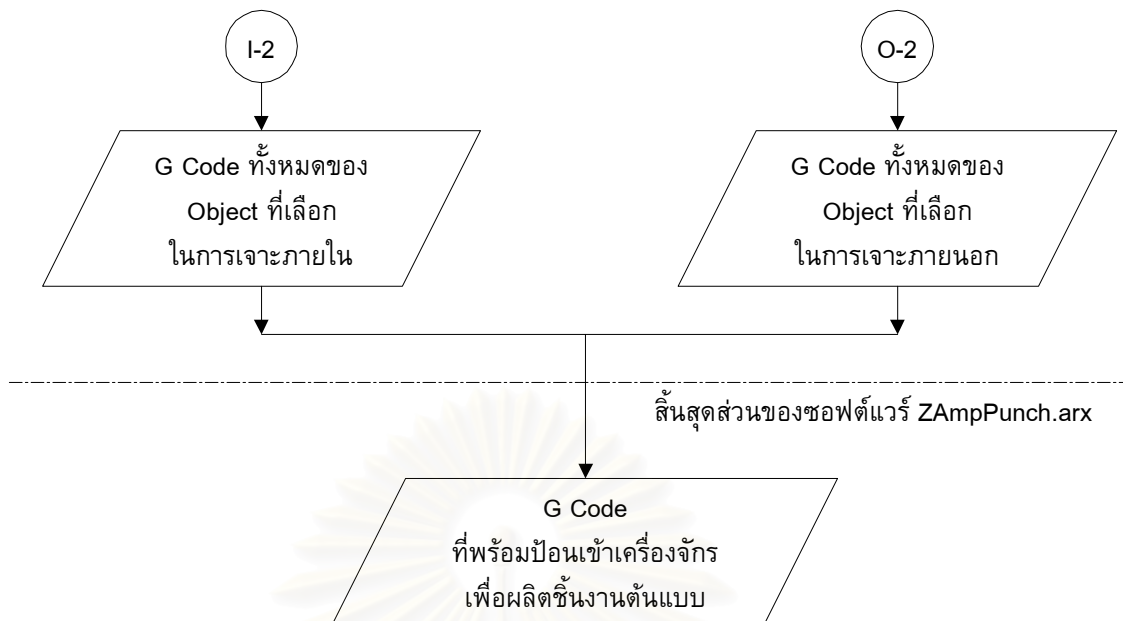 I-2
O-2
G Code ทั้งหมดของ
Object ที่เลือก
ในการเจาะภายใน
G Code ทั้งหมดของ
Object ที่เลือก
ในการเจาะภายนอก
สิ้นสุดส่วนของซอฟต์แวร์ ZAmpPunch.arx
G Code
ที่พร้อมป้อนเข้าเครื่องจักร
เพื่อผลิตชิ้นงานต้นแบบ